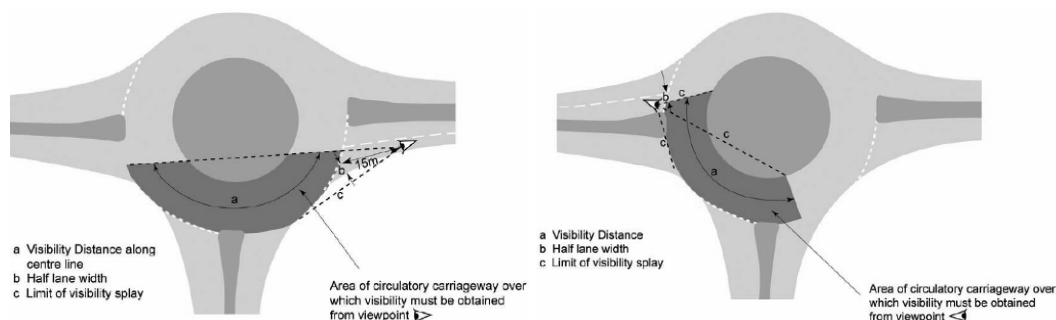 b
15m
c
a
a Visibility Distance along
centre line
b Half lane width
c Limit of visibility splay
Area of circulatory carriageway over
which visibility must be obtained
from viewpoint
b
c
c
c
a
a Visibility Distance
b Half lane width
c Limit of visibility splay
Area of circulatory carriageway over
which visibility must be obtained
from viewpoint